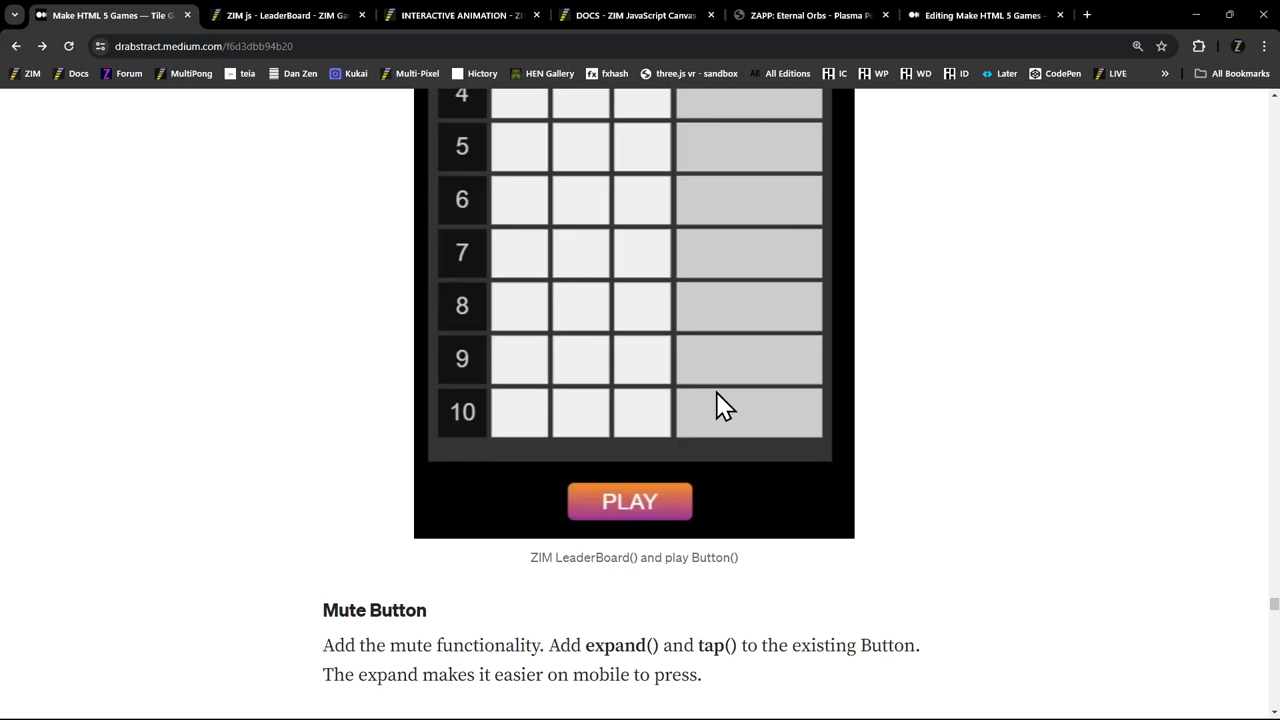 Make HTML 5 Games — Tile G
ZIM js - LeaderBoard - ZIM Ga
INTERACTIVE ANIMATION - Z
DOCS - ZIM JavaScript Canvas
ZAPP: Eternal Orbs - Plasma P
Editing Make HTML 5 Games –
drabstract.medium.com/f6d3dbb94b20
ZIM
Docs
Forum
MultiPong
teia
Dan Zen
Kukai
Multi-Pixel
Hictory
HEN Gallery
fxhash
three.js vr - sandbox
AE All Editions
IC
WP
WD
ID
Later
CodePen
LIVE
All Bookmarks
4
5
6
7
8
9
10
PLAY
ZIM LeaderBoard() and play Button()
Mute Button
Add the mute functionality. Add expand() and tap() to the existing Button.
The expand makes it easier on mobile to press.